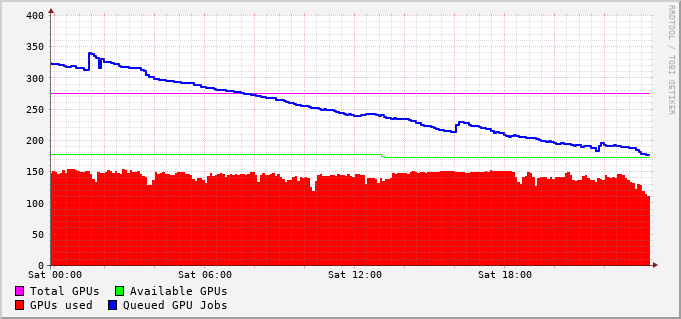 400
350
300
250
200
150
100
50
0
Sat 00:00 Sat 06:00 Sat 12:00 Sat 18:00
Total GPUs Available GPUs
GPUs used Queued GPU Jobs
RRDTOOL / TOBI OETIKER